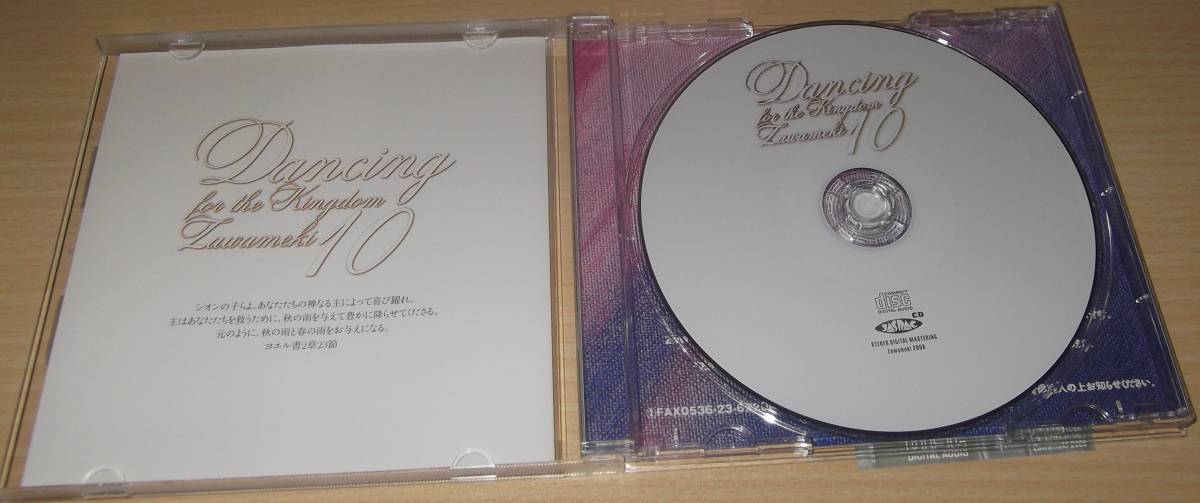 Dancing
for the Kingdom
Zawameki 10
シオンの子らよ。あなたたちの神なる主によって喜び躍れ。
主はあなたたちを救うために、秋の雨を与えて豊かに降らせてくださる。
元のように、秋の雨と春の雨をお与えになる。
ヨエル書2章23節
Dancing
for the Kingdom
Zawameki 10
COMPACT
disc
DIGITAL AUDIO
CD
JASRAC
STEREO DIGITAL MASTERING
Zawameki 2000
人の上お知らせください。
FAX0536-23-6
DIGITAL AUDIO